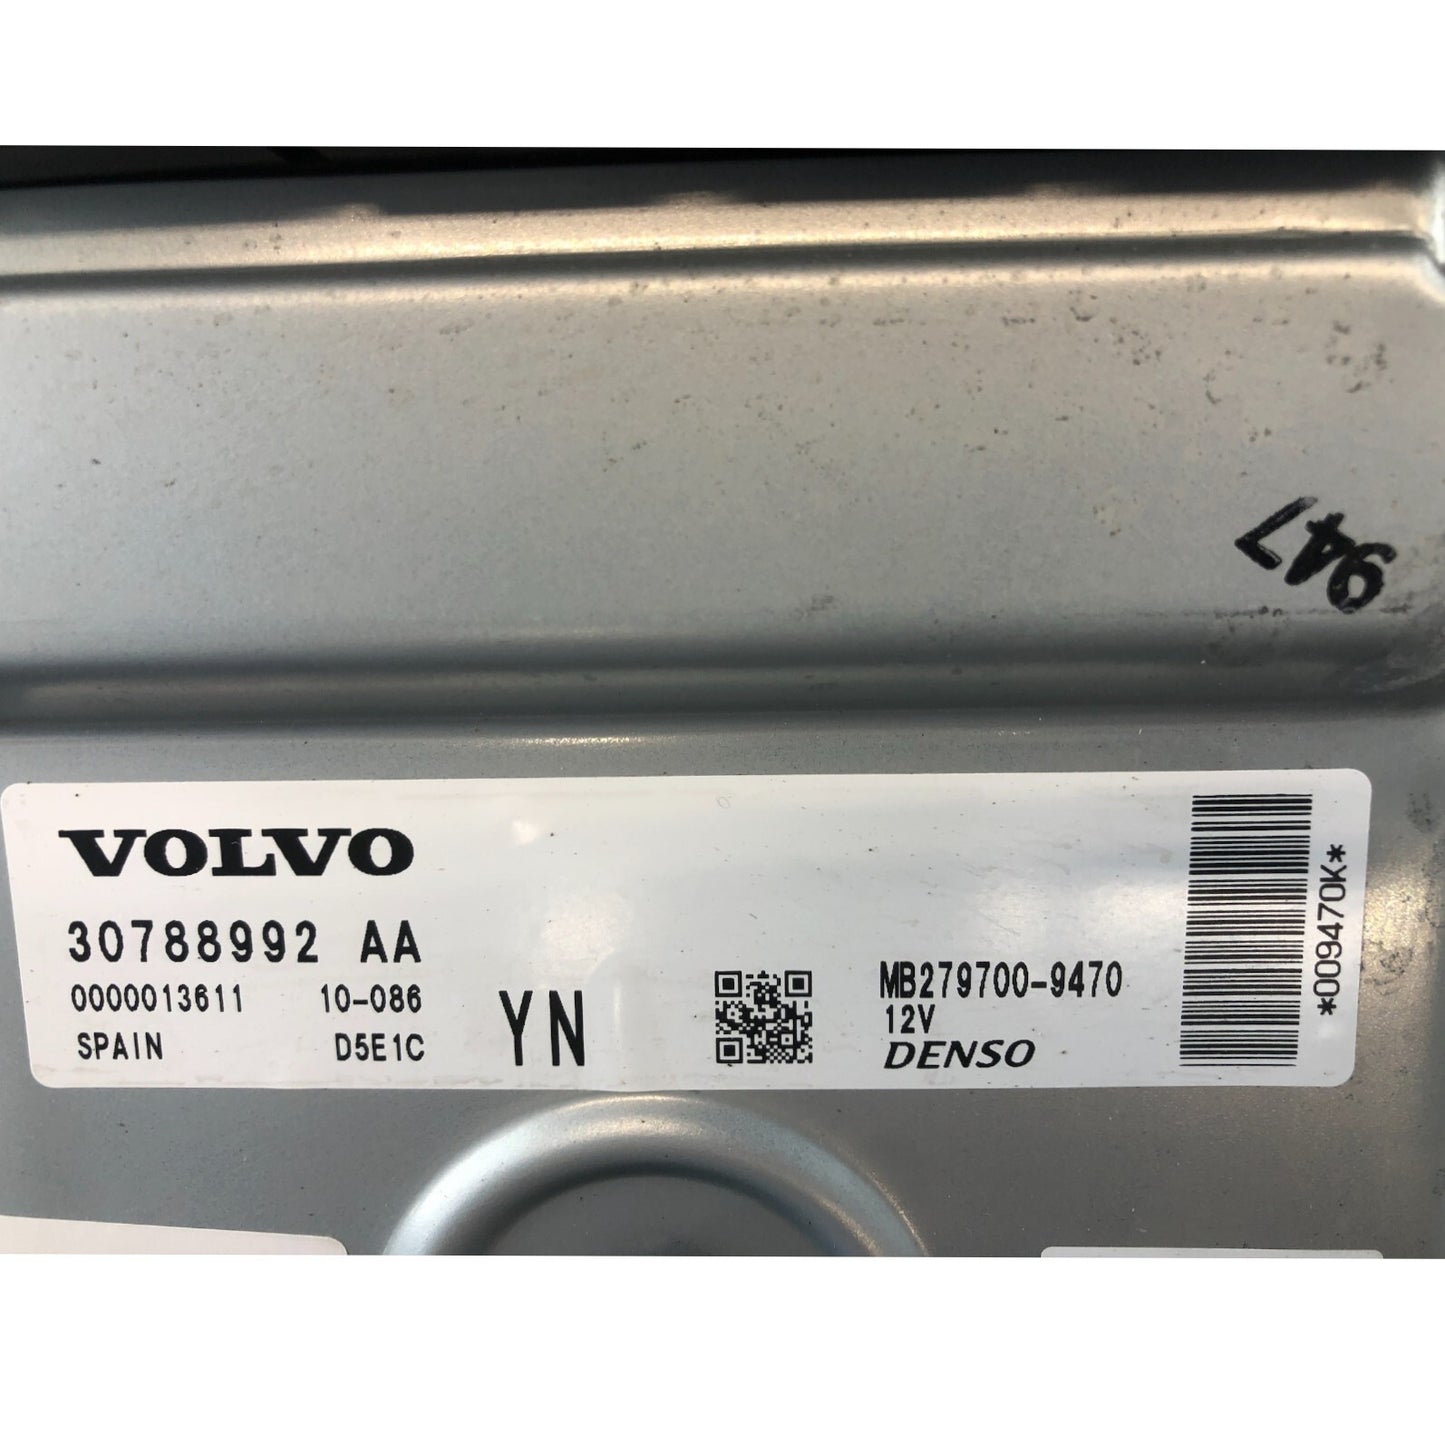 947
VOLVO
30788992 AA
0000013611 10-086
SPAIN D5E1C
YN
MB279700-9470
12V
DENSO
*009470K*